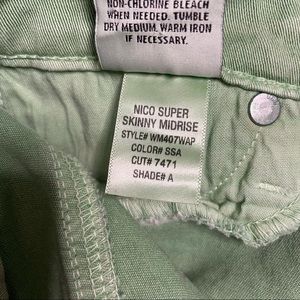 NON-CHLORINE BLEACH
WHEN NEEDED. TUMBLE
DRY MEDIUM. WARM IRON
IF NECESSARY.
NICO SUPER
SKINNY MIDRISE
STYLE# WM407WAP
COLOR# SSA
CUT# 7471
SHADE# A